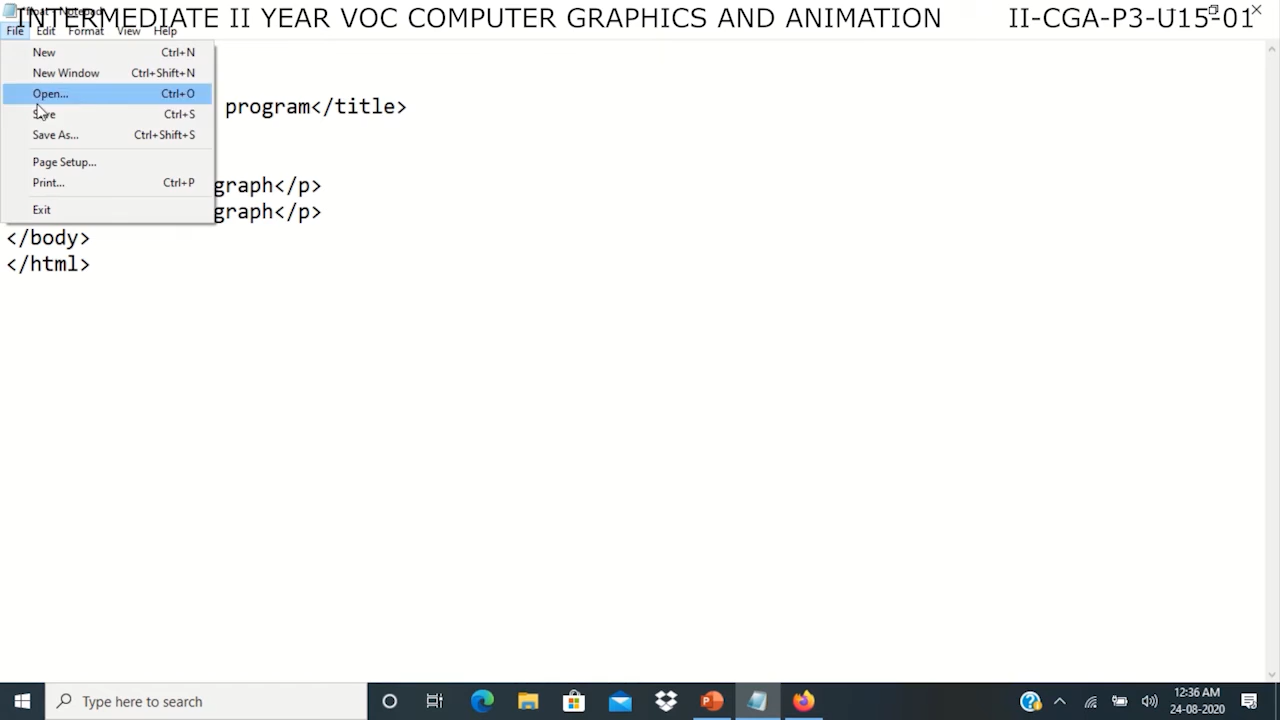 INTERMEDIATE II YEAR VOC COMPUTER GRAPHICS AND ANIMATION II-CGA-P3-U15-01
File Edit Format View Help
New Ctrl+N
New Window Ctrl+Shift+N
Open... Ctrl+O
program</title>
Save Ctrl+S
Save As... Ctrl+Shift+S
Page Setup...
Print... Ctrl+P
graph</p>
Exit
graph</p>
</body>
</html>
Type here to search
12:36 AM
24-08-2020